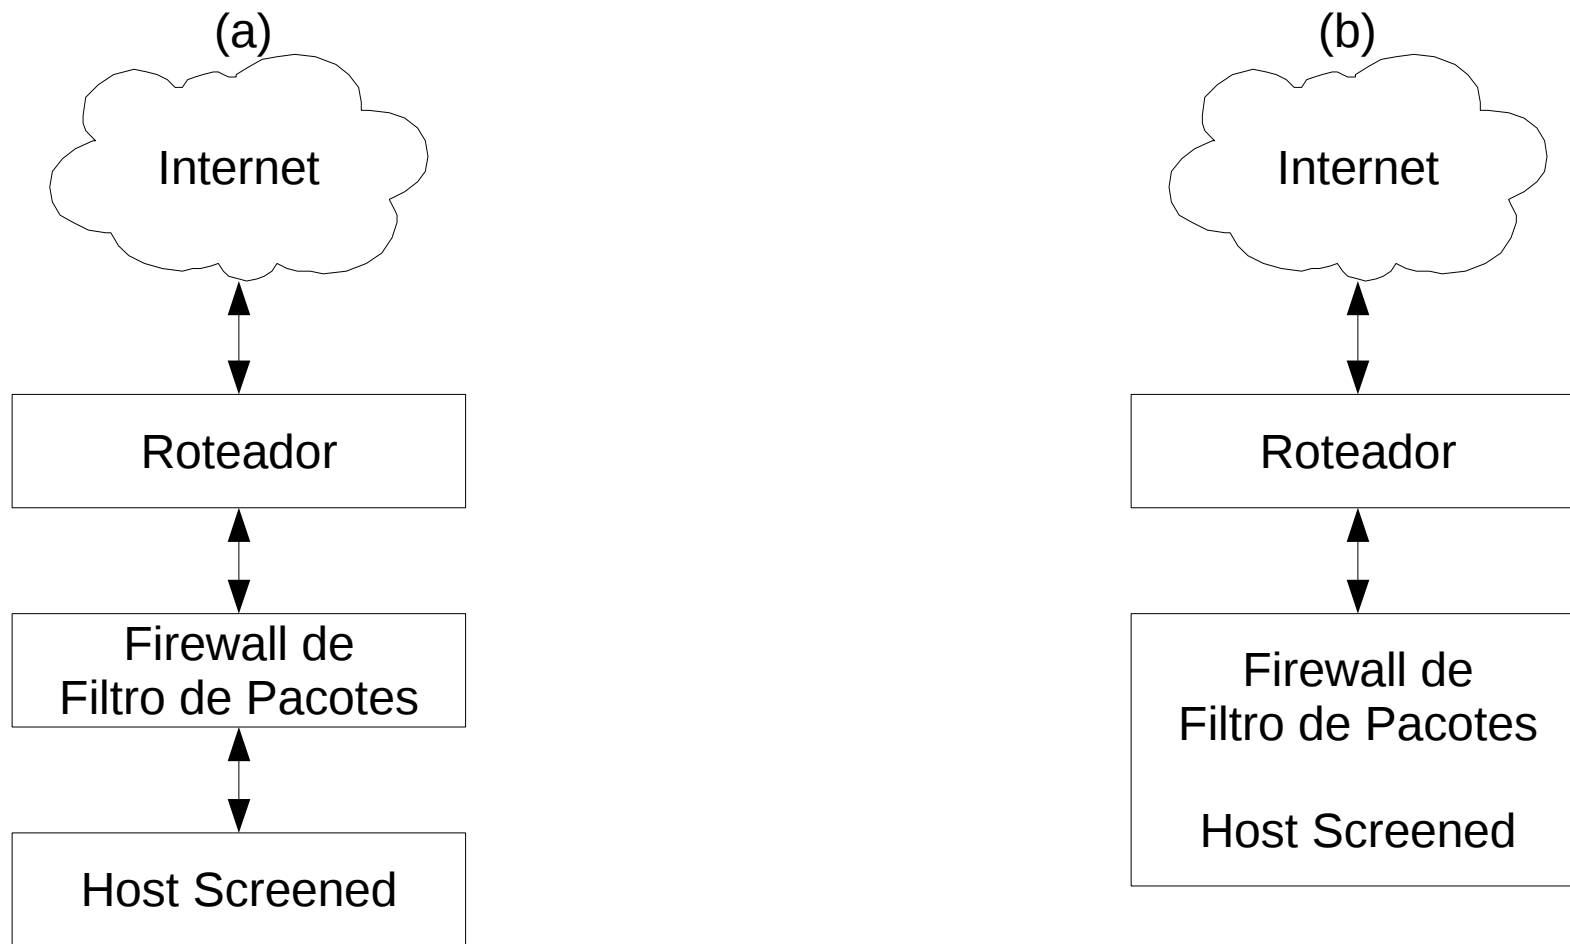 (a)
Internet
Roteador
Firewall de
Filtro de Pacotes
Host Screened
(b)
Internet
Roteador
Firewall de
Filtro de Pacotes
Host Screened